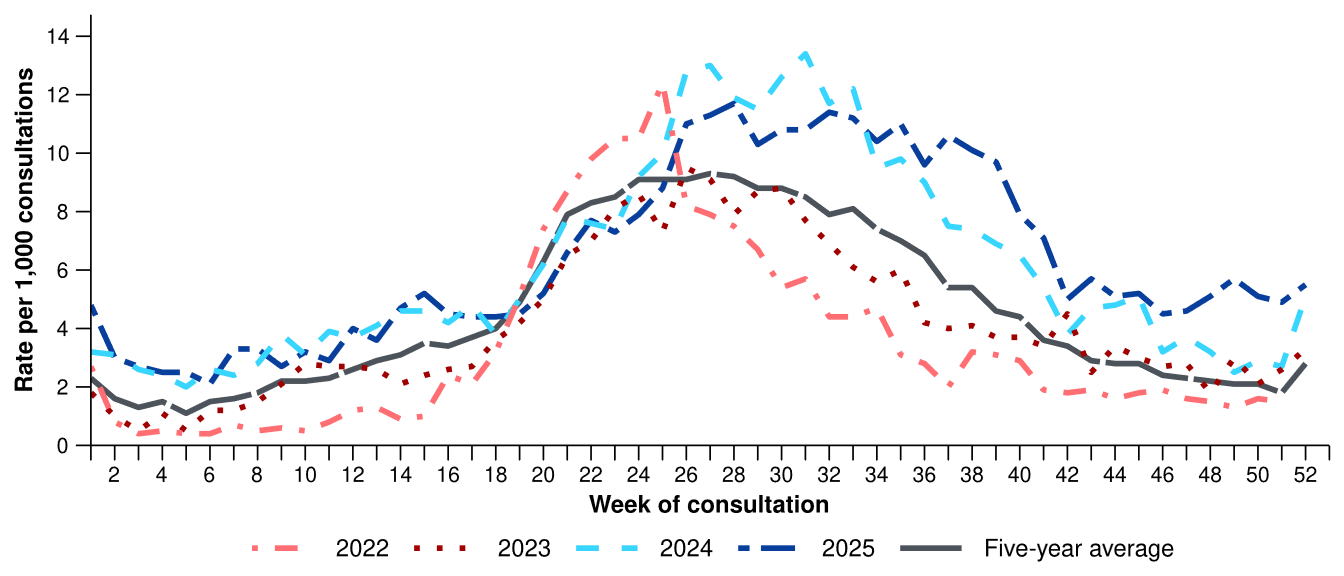 Rate per 1,000 consultations
14
12
10
8
6
4
2
0
2 4 6 8 10 12 14 16 18 20 22 24 26 28 30 32 34 36 38 40 42 44 46 48 50 52
Week of consultation
2022 2023 2024 2025 Five-year average